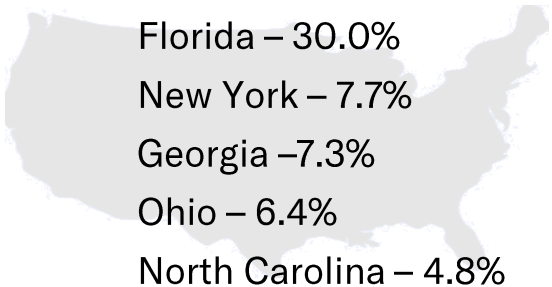 Florida – 30.0%
New York – 7.7%
Georgia –7.3%
Ohio – 6.4%
North Carolina – 4.8%